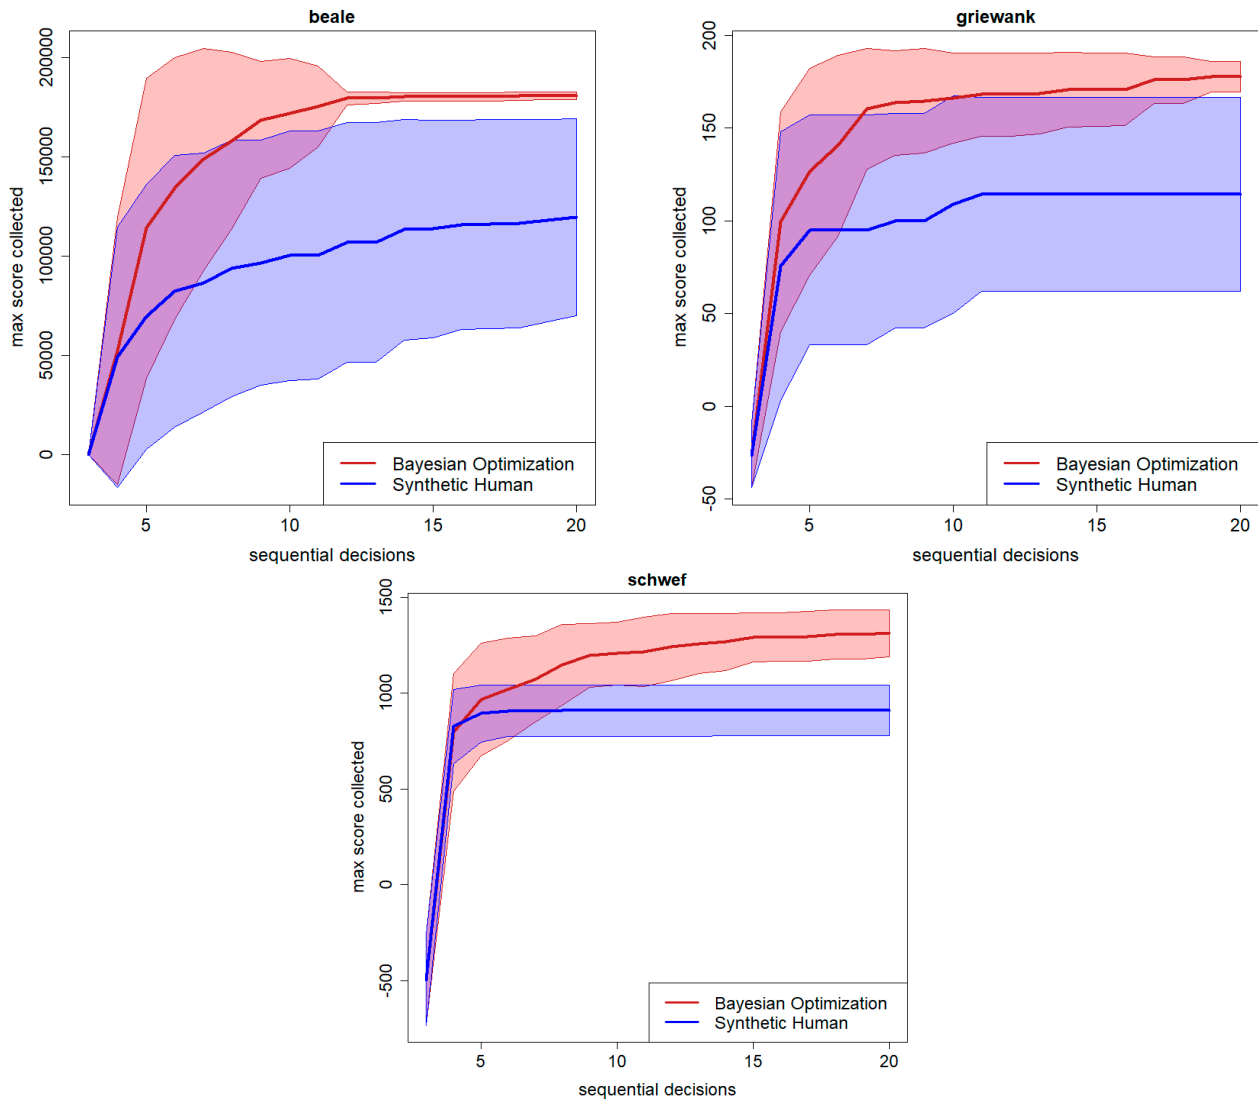 beale
max score collected
200000
150000
100000
50000
0
Bayesian Optimization
Synthetic Human
5 10 15 20
sequential decisions
griewank
max score collected
200
150
100
50
0
-50
Bayesian Optimization
Synthetic Human
5 10 15 20
sequential decisions
schwef
max score collected
1500
1000
500
0
-500
Bayesian Optimization
Synthetic Human
5 10 15 20
sequential decisions